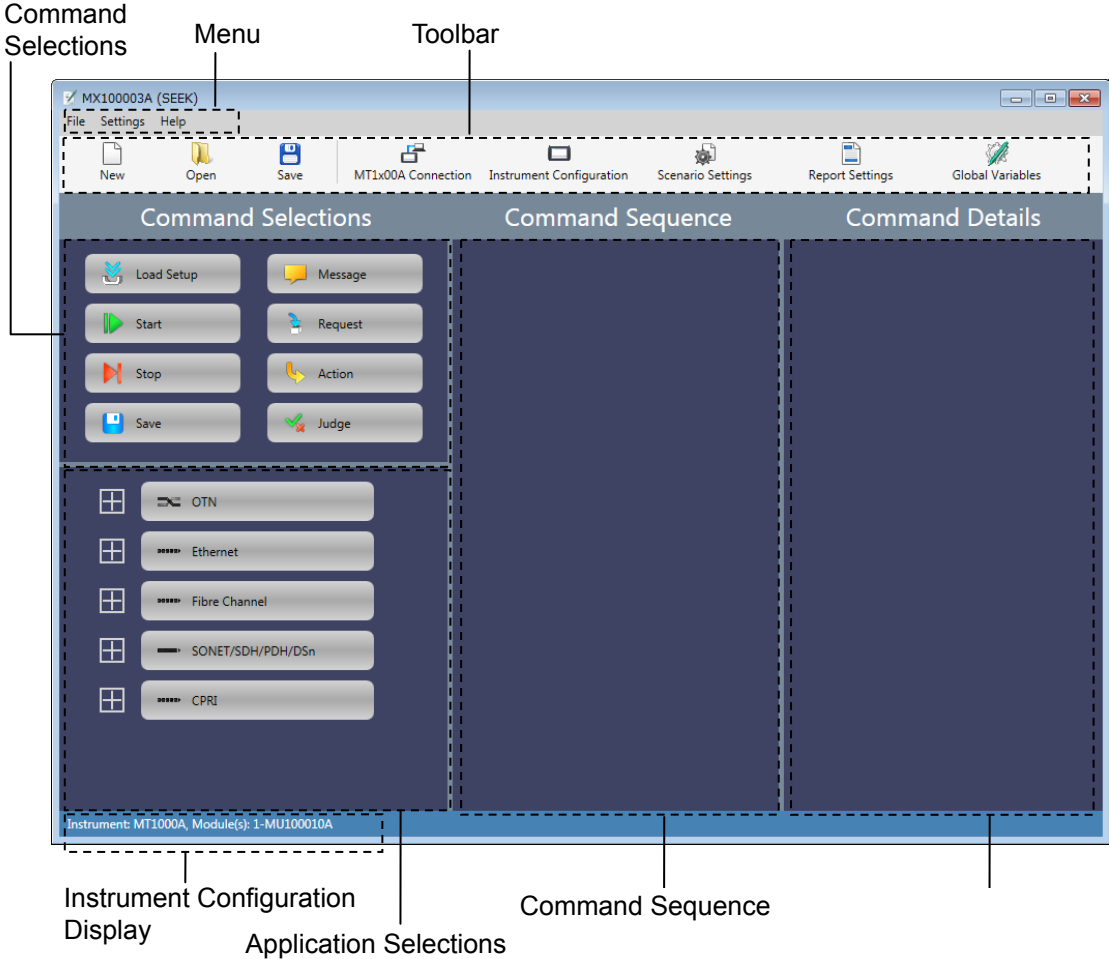 Command
Selections
Menu
Toolbar
MX100003A (SEEK)
File Settings Help
New Open Save MT1x00A Connection Instrument Configuration Scenario Settings Report Settings Global Variables
Command Selections Command Sequence Command Details
Load Setup Message
Start Request
Stop Action
Save Judge
OTN
Ethernet
Fibre Channel
SONET/SDH/PDH/DSn
CPRI
Instrument: MT1000A, Module(s): 1-MU100010A
Instrument Configuration
Display
Application Selections
Command Sequence